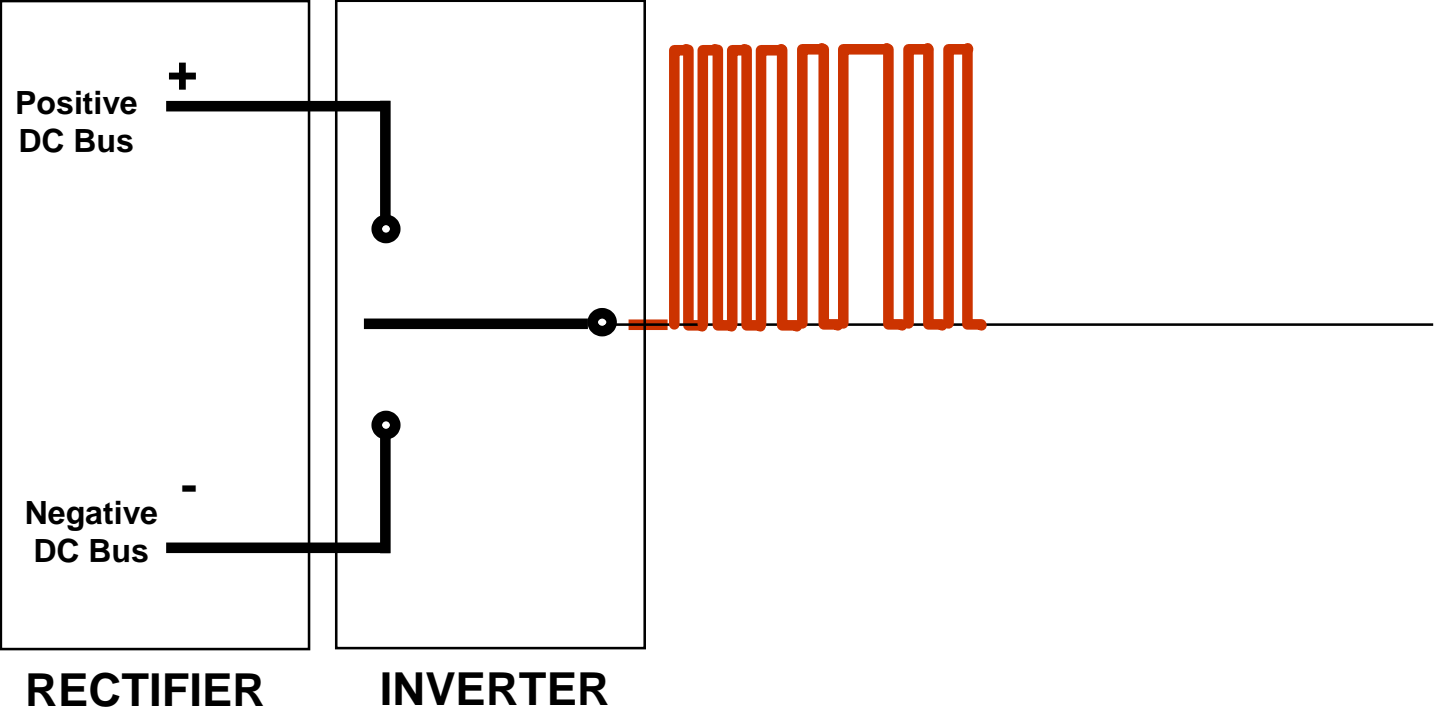 +
Positive
DC Bus
-
Negative
DC Bus
RECTIFIER
INVERTER